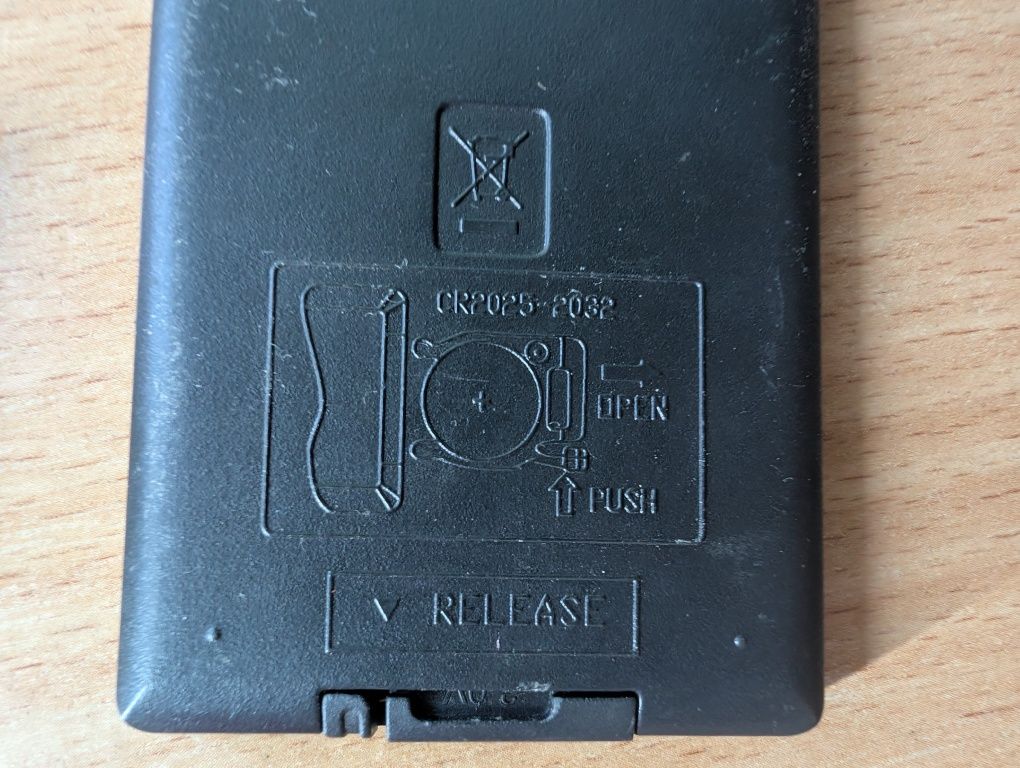 CR2025-2032
+
OPEN
PUSH
RELEASE